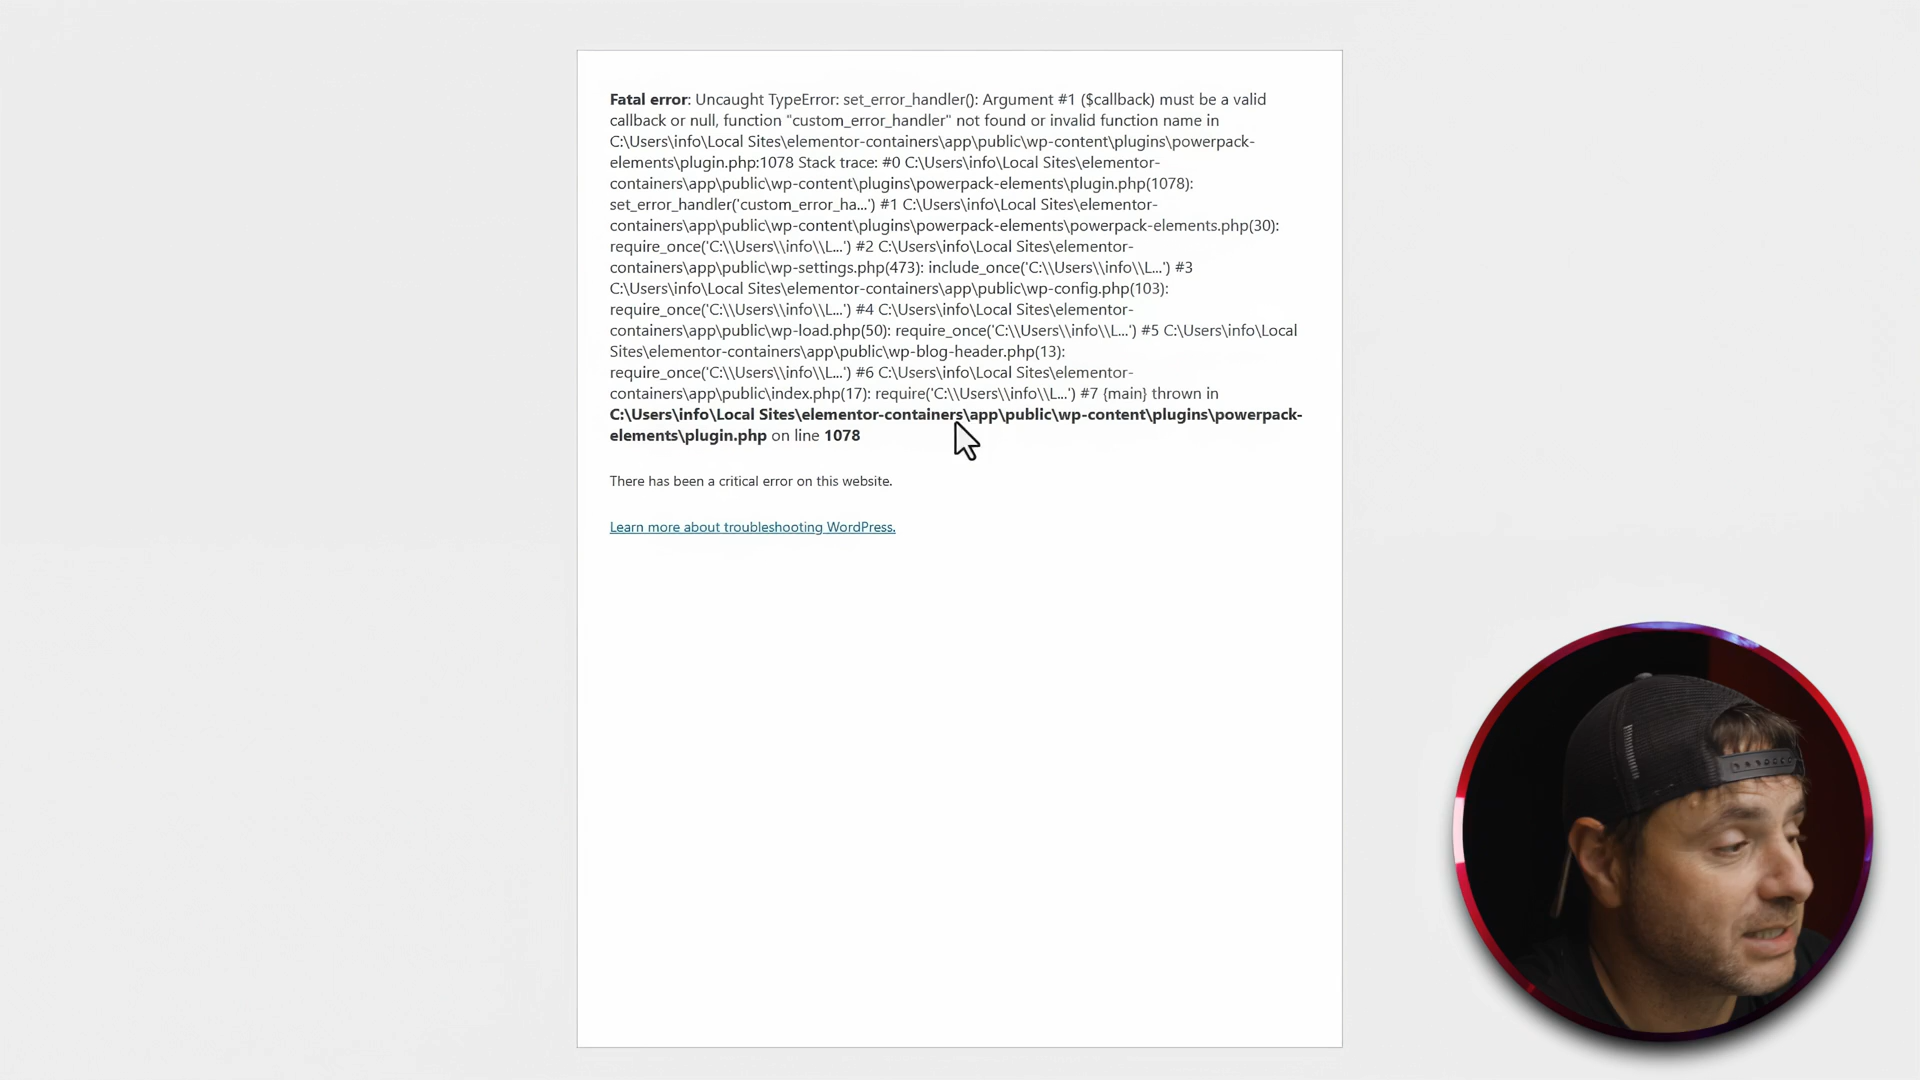 Fatal error: Uncaught TypeError: set_error_handler(): Argument #1 ($callback) must be a valid
callback or null, function "custom_error_handler" not found or invalid function name in
C:\Users\info\Local Sites\elementor-containers\app\public\wp-content\plugins\powerpack-
elements\plugin.php:1078 Stack trace: #0 C:\Users\info\Local Sites\elementor-
containers\app\public\wp-content\plugins\powerpack-elements\plugin.php(1078):
set_error_handler('custom_error_ha...') #1 C:\Users\info\Local Sites\elementor-
containers\app\public\wp-content\plugins\powerpack-elements\powerpack-elements.php(30):
require_once('C:\\Users\\info\\L...') #2 C:\Users\info\Local Sites\elementor-
containers\app\public\wp-settings.php(473): include_once('C:\\Users\\info\\L...') #3
C:\Users\info\Local Sites\elementor-containers\app\public\wp-config.php(103):
require_once('C:\\Users\\info\\L...') #4 C:\Users\info\Local Sites\elementor-
containers\app\public\wp-load.php(50): require_once('C:\\Users\\info\\L...') #5 C:\Users\info\Local
Sites\elementor-containers\app\public\wp-blog-header.php(13):
require_once('C:\\Users\\info\\L...') #6 C:\Users\info\Local Sites\elementor-
containers\app\public\index.php(17): require('C:\\Users\\info\\L...') #7 {main} thrown in
C:\Users\info\Local Sites\elementor-containers\app\public\wp-content\plugins\powerpack-
elements\plugin.php on line 1078
There has been a critical error on this website.
Learn more about troubleshooting WordPress.